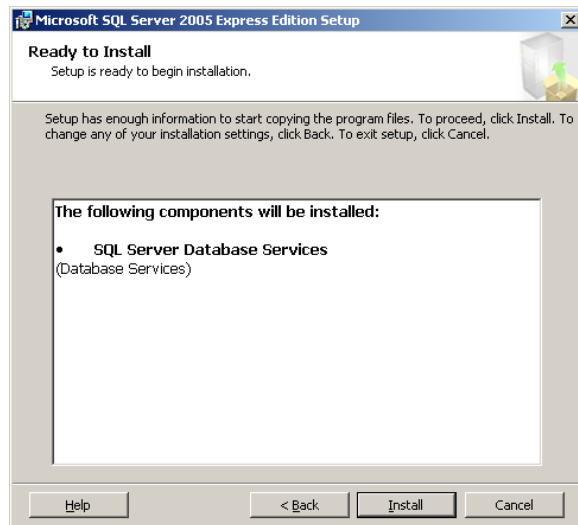 Microsoft SQL Server 2005 Express Edition Setup
Ready to Install
Setup is ready to begin installation.
Setup has enough information to start copying the program files. To proceed, click Install. To
change any of your installation settings, click Back. To exit setup, click Cancel.
The following components will be installed:
• SQL Server Database Services
(Database Services)
Help
< Back
Install
Cancel